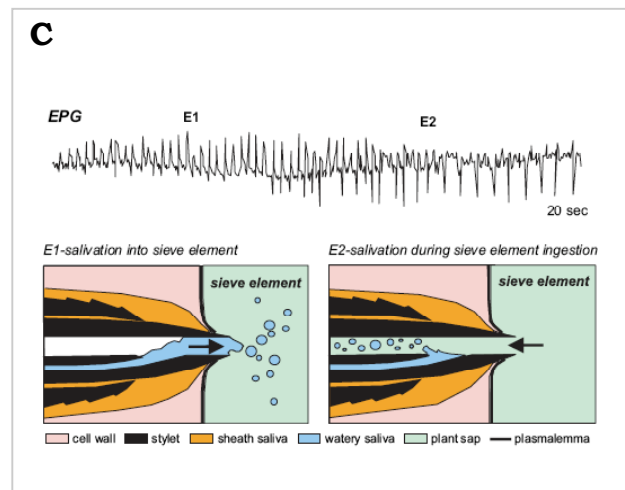 C
EPG
E1
E2
20 sec
E1-salivation into sieve element
E2-salivation during sieve element ingestion
sieve element
sieve element
cell wall stylet sheath saliva watery saliva plant sap plasmalemma